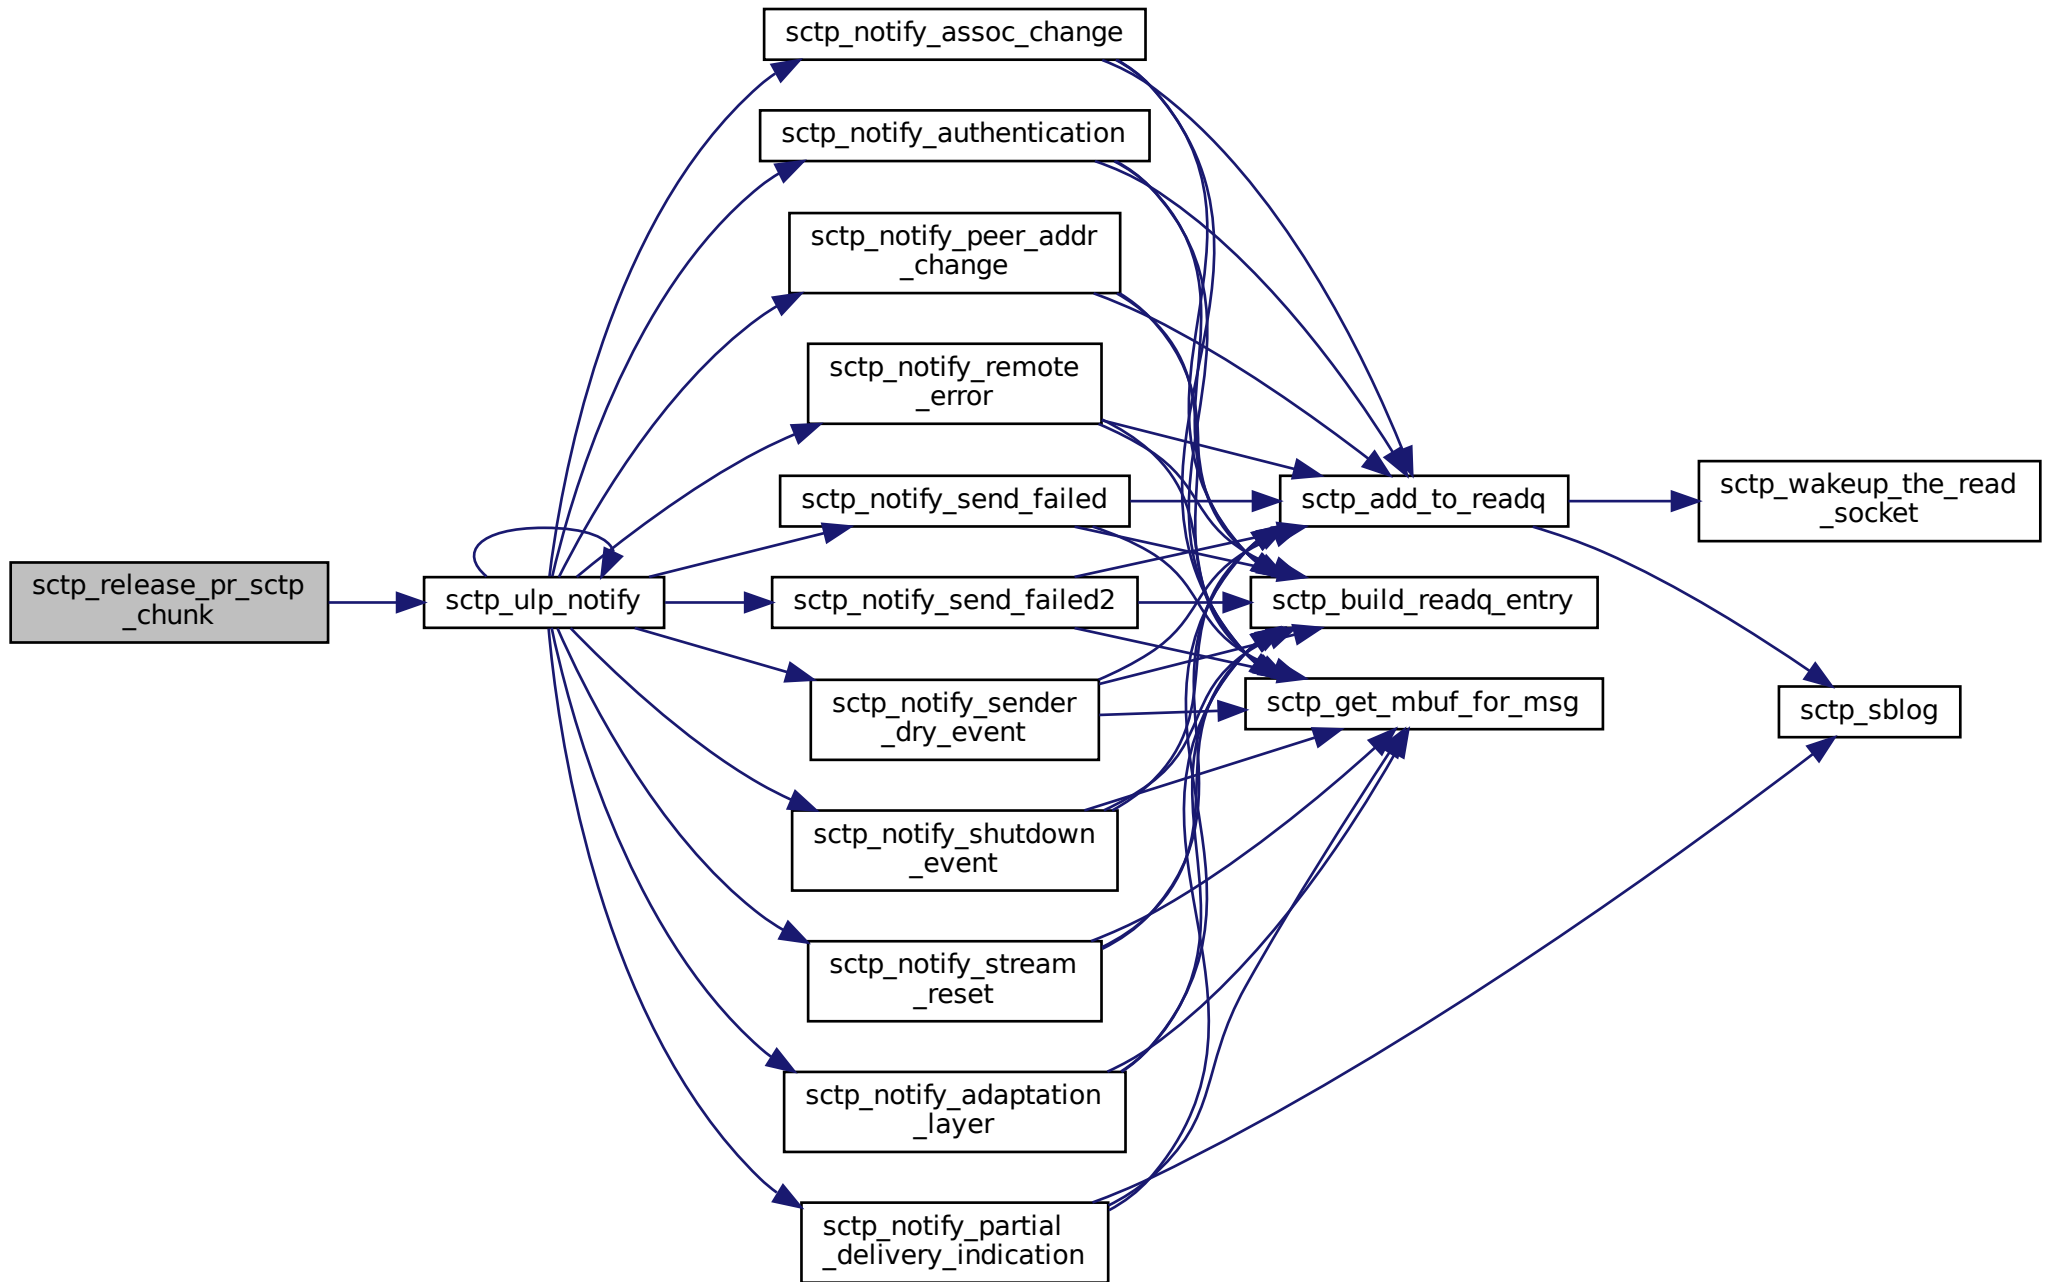 sctp_release_pr_sctp
_chunk
sctp_ulp_notify
sctp_notify_assoc_change
sctp_notify_authentication
sctp_notify_peer_addr
_change
sctp_notify_remote
_error
sctp_notify_send_failed
sctp_notify_send_failed2
sctp_notify_sender
_dry_event
sctp_notify_shutdown
_event
sctp_notify_stream
_reset
sctp_notify_adaptation
_layer
sctp_notify_partial
_delivery_indication
sctp_add_to_readq
sctp_build_readq_entry
sctp_get_mbuf_for_msg
sctp_wakeup_the_read
_socket
sctp_sblog